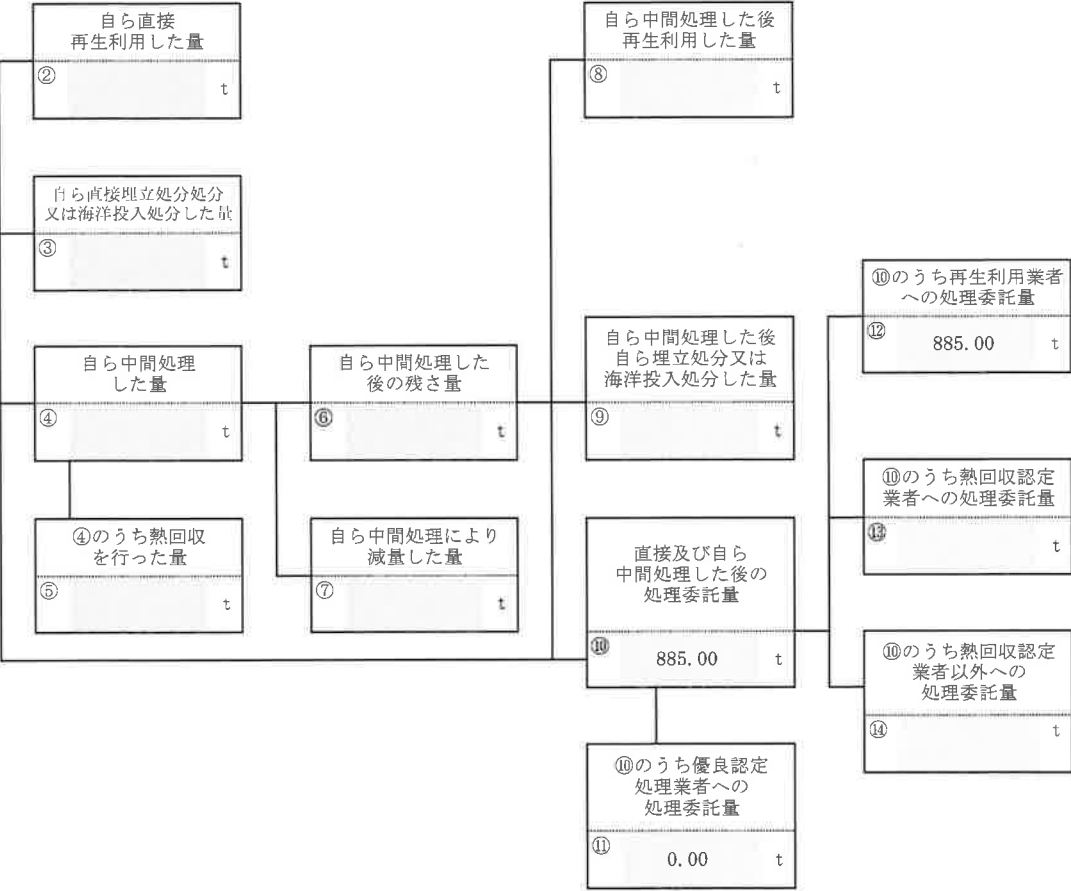 自ら直接
再生利用した量
②
t
自ら直接埋立処分処分
又は海洋投入処分した量
③
t
自ら中間処理
した量
④
t
④のうち熱回収
を行った量
⑤
t
自ら中間処理した
後の残さ量
⑥
t
自ら中間処理により
減量した量
⑦
t
自ら中間処理した後
再生利用した量
⑧
t
自ら中間処理した後
自ら埋立処分又は
海洋投入処分した量
⑨
t
直接及び自ら
中間処理した後の
処理委託量
⑩ 885.00 t
⑩のうち優良認定
処理業者への
処理委託量
⑪ 0.00 t
⑩のうち再生利用業者
への処理委託量
⑫ 885.00 t
⑩のうち熱回収認定
業者への処理委託量
⑬
t
⑩のうち熱回収認定
業者以外への
処理委託量
⑭
t